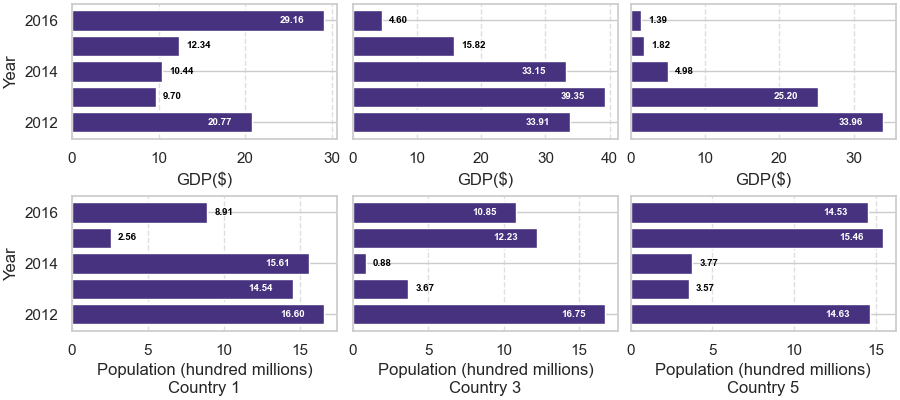 2016
29.16
4.60
1.39
12.34
15.82
1.82
Year
2014
10.44
33.15
4.98
9.70
39.35
25.20
2012
20.77
33.91
33.96
0 10 20 30
0 10 20 30 40
0 10 20 30
GDP($)
GDP($)
GDP($)
2016
8.91
10.85
14.53
2.56
12.23
15.46
Year
2014
15.61
0.88
3.77
14.54
3.67
3.57
2012
16.60
16.75
14.63
0 5 10 15
0 5 10 15
0 5 10 15
Population (hundred millions)
Population (hundred millions)
Population (hundred millions)
Country 1
Country 3
Country 5